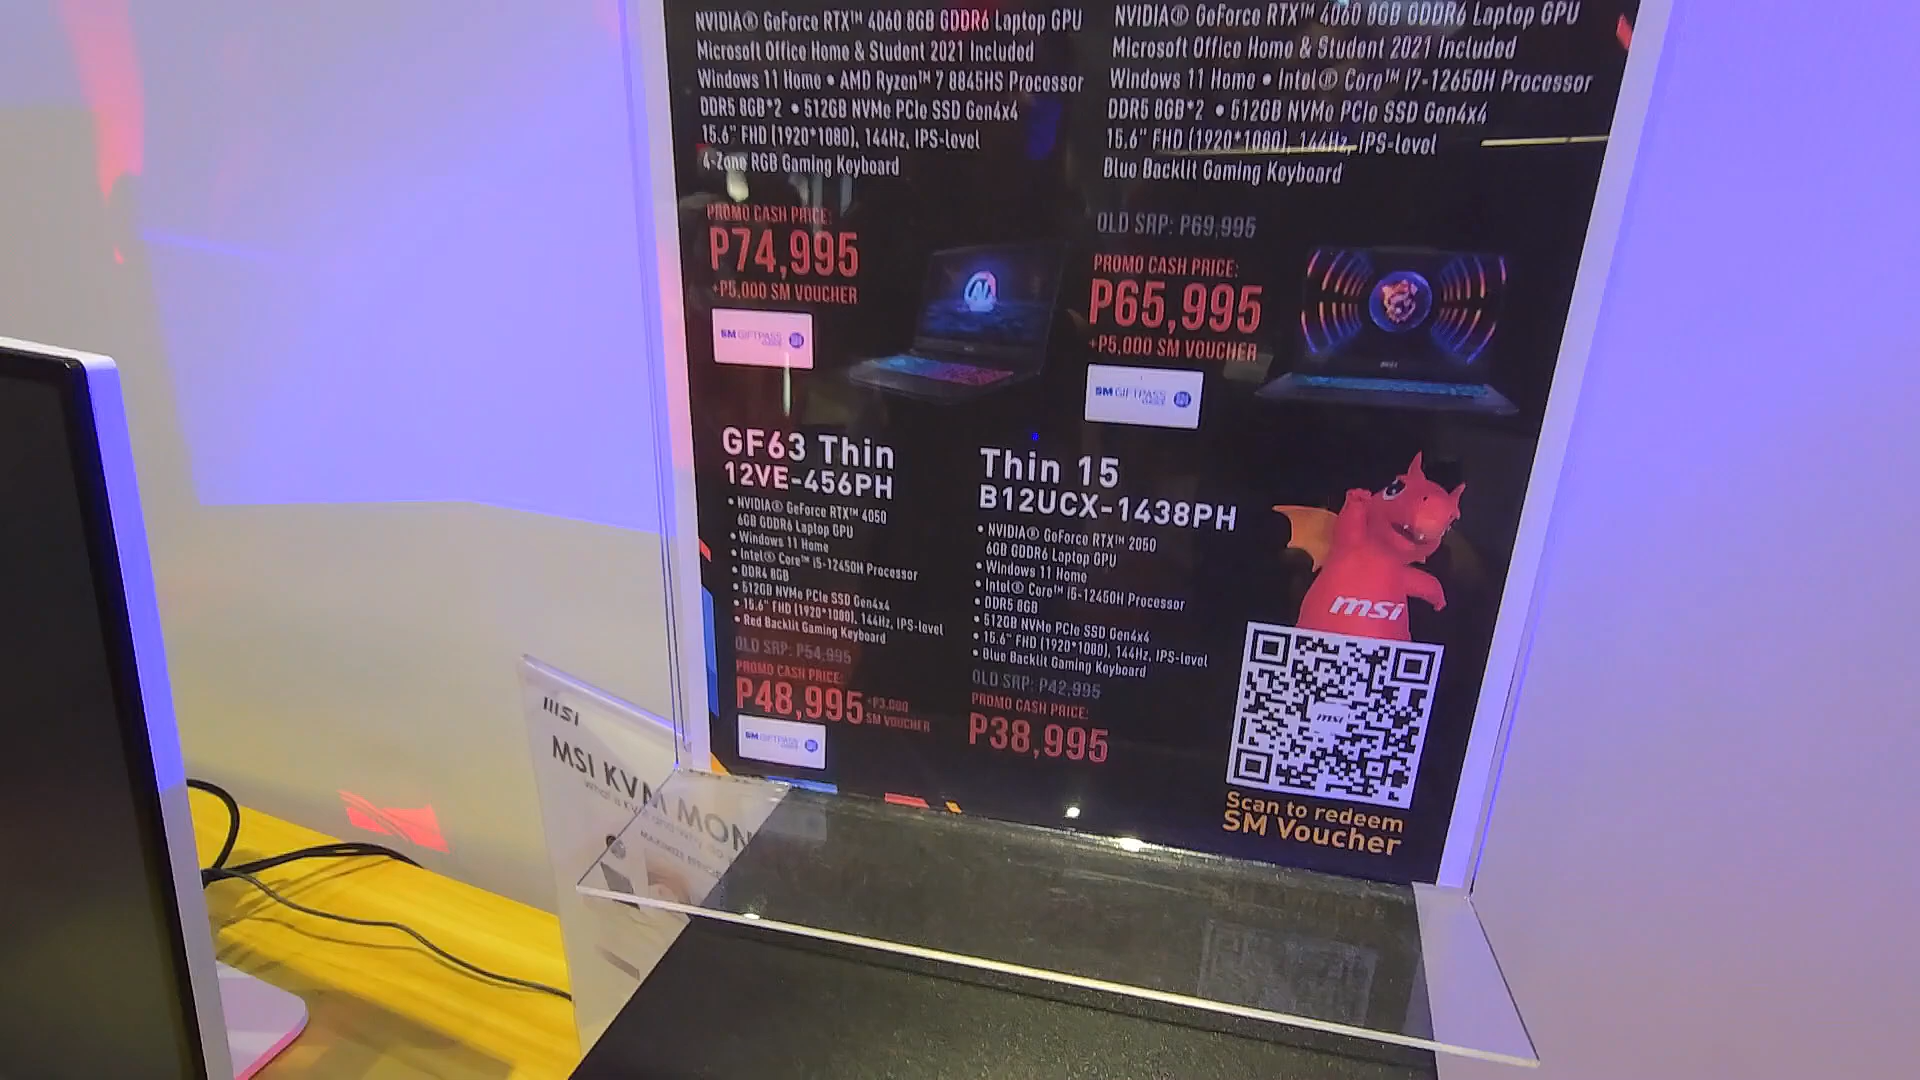 NVIDIA® GeForce RTX™ 4060 8GB GDDR6 Laptop GPU
Microsoft Office Home & Student 2021 Included
Windows 11 Home • AMD Ryzen™ 7 8845HS Processor
DDR5 8GB*2 • 512GB NVMe PCIe SSD Gen4x4
15.6" FHD (1920*1080), 144Hz, IPS-level
4-Zone RGB Gaming Keyboard
PROMO CASH PRICE:
P74,995
+P5,000 SM VOUCHER
SM GIFTPASS
NVIDIA® GeForce RTX™ 4060 8GB GDDR6 Laptop GPU
Microsoft Office Home & Student 2021 Included
Windows 11 Home • Intel® Core™ i7-12650H Processor
DDR5 8GB*2 • 512GB NVMe PCIe SSD Gen4x4
15.6" FHD (1920*1080), 144Hz, IPS-level
Blue Backlit Gaming Keyboard
OLD SRP: P69,995
PROMO CASH PRICE:
P65,995
+P5,000 SM VOUCHER
SM GIFTPASS
GF63 Thin
12VE-456PH
• NVIDIA® GeForce RTX™ 4050
6GB GDDR6 Laptop GPU
• Windows 11 Home
• Intel® Core™ i5-12450H Processor
• DDR4 8GB
• 512GB NVMe PCIe SSD Gen4x4
• 15.6" FHD (1920*1080), 144Hz, IPS-level
• Red Backlit Gaming Keyboard
OLD SRP: P54,995
PROMO CASH PRICE:
P48,995 +P3,000
SM VOUCHER
SM GIFTPASS
Thin 15
B12UCX-1438PH
• NVIDIA® GeForce RTX™ 2050
6GB GDDR6 Laptop GPU
• Windows 11 Home
• Intel® Core™ i5-12450H Processor
• DDR5 8GB
• 512GB NVMe PCIe SSD Gen4x4
• 15.6" FHD (1920*1080), 144Hz, IPS-level
• Blue Backlit Gaming Keyboard
OLD SRP: P42,995
PROMO CASH PRICE:
P38,995
msi
msi
Scan to redeem
SM Voucher
msi
MSI KVM MON